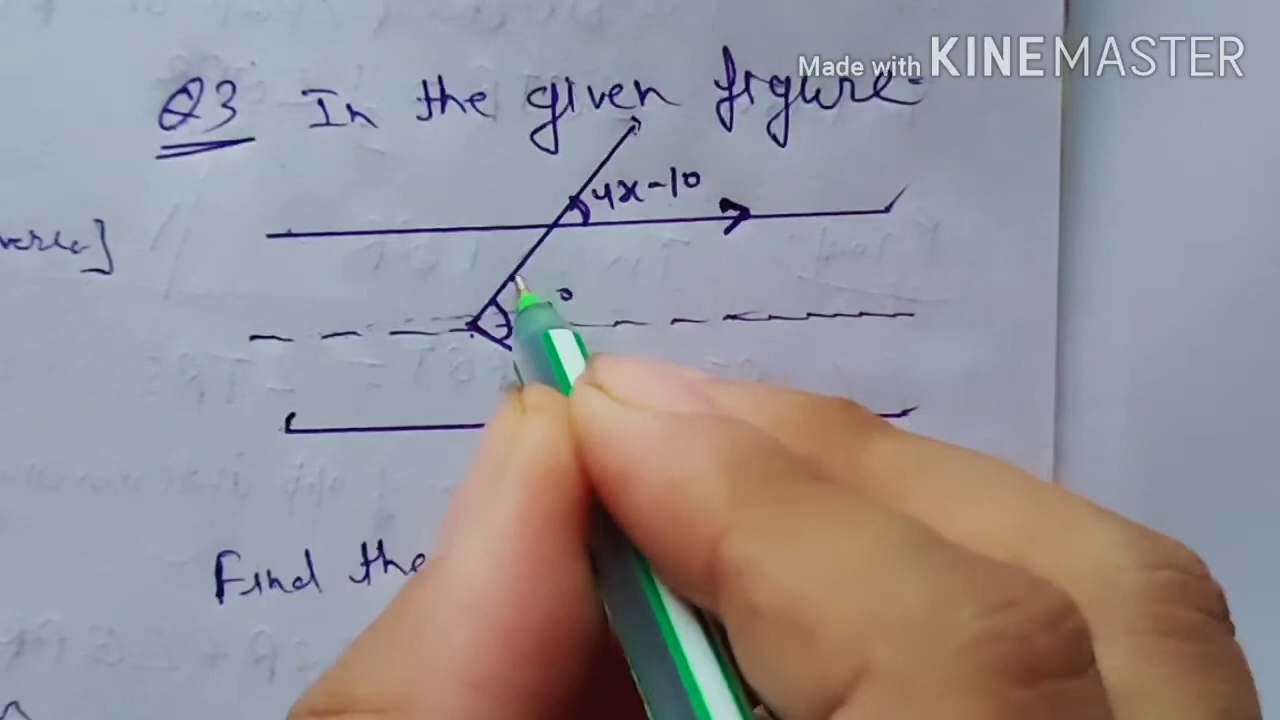 Made with KINEMASTER
Q3 In the given figure
4x-10
Find the